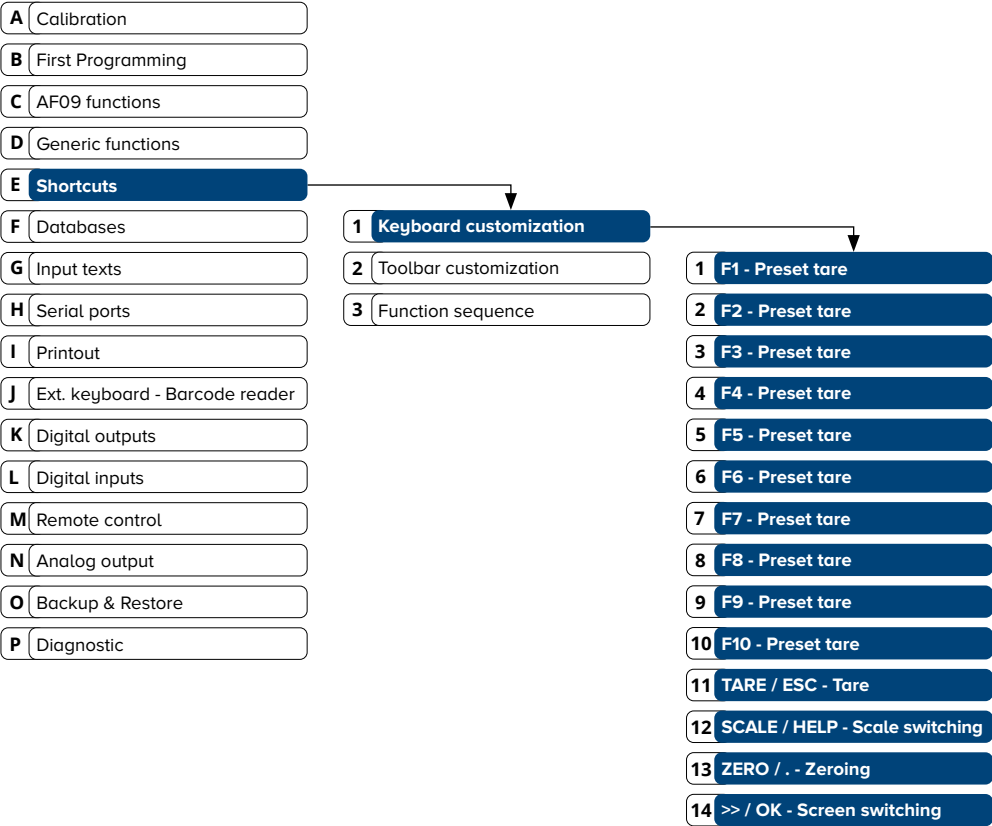 A Calibration
B First Programming
C AF09 functions
D Generic functions
E Shortcuts
F Databases
G Input texts
H Serial ports
I Printout
J Ext. keyboard - Barcode reader
K Digital outputs
L Digital inputs
M Remote control
N Analog output
O Backup & Restore
P Diagnostic
1 Keyboard customization
2 Toolbar customization
3 Function sequence
1 F1 - Preset tare
2 F2 - Preset tare
3 F3 - Preset tare
4 F4 - Preset tare
5 F5 - Preset tare
6 F6 - Preset tare
7 F7 - Preset tare
8 F8 - Preset tare
9 F9 - Preset tare
10 F10 - Preset tare
11 TARE / ESC - Tare
12 SCALE / HELP - Scale switching
13 ZERO / . - Zeroing
14 >> / OK - Screen switching